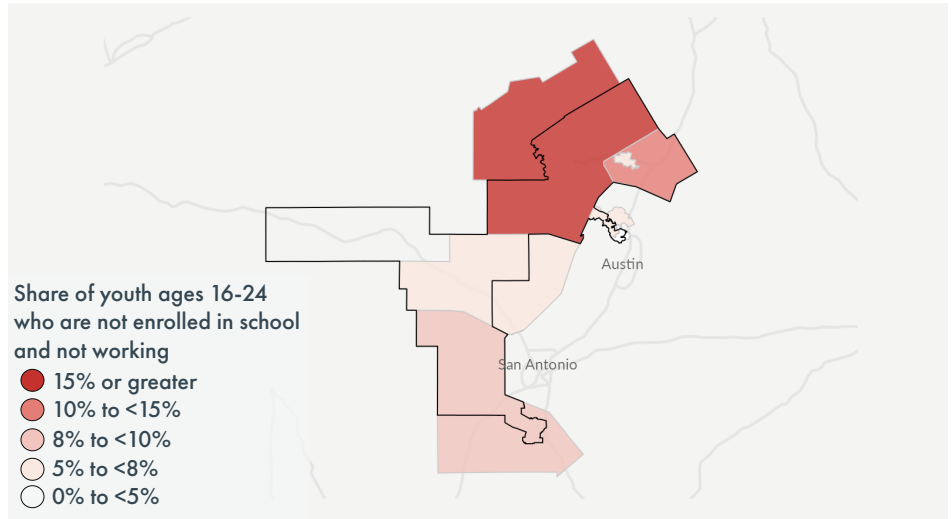 Austin
San Antonio
Share of youth ages 16-24
who are not enrolled in school
and not working
15% or greater
10% to <15%
8% to <10%
5% to <8%
0% to <5%